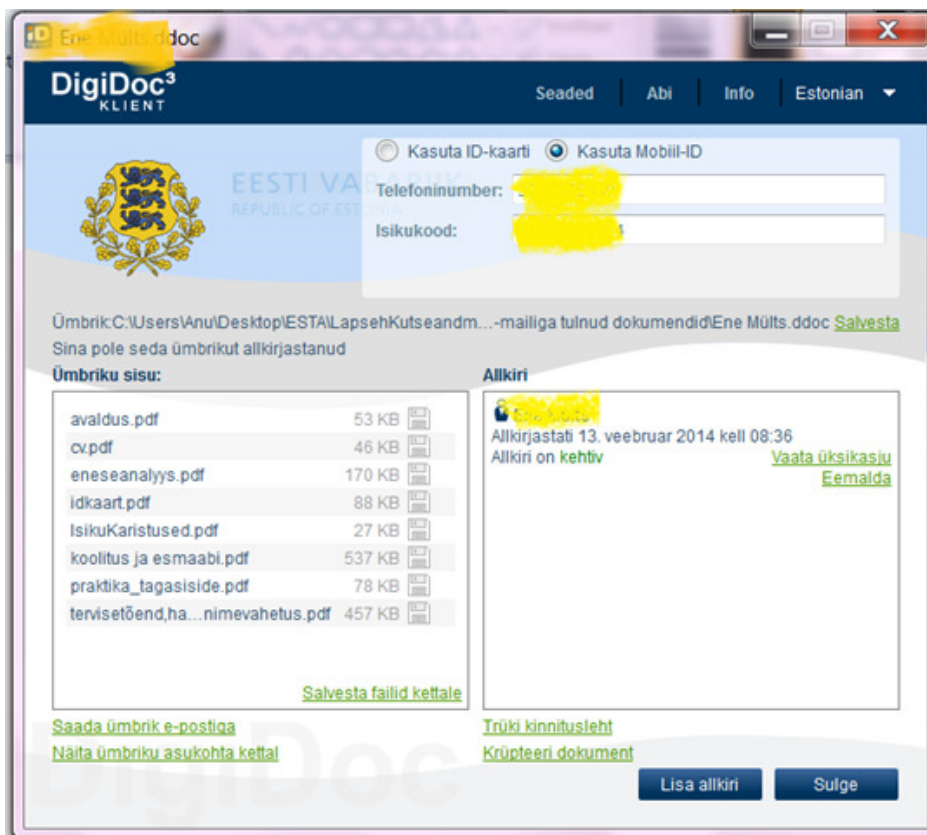 Ene Mülts.ddoc
DigiDoc³
KLIENT
Seaded Abi Info Estonian
Kasuta ID-kaarti Kasuta Mobiil-ID
EESTI VABARIIK
REPUBLIC OF ESTONIA
Telefoninumber:
Isikukood:
Ümbrik:C:\Users\Anu\Desktop\ESTA\LapsehKutseandm...-mailiga tulnud dokumendid\Ene Mülts.ddoc Salvesta
Sina pole seda ümbrikut allkirjastanud
Ümbriku sisu:
avaldus.pdf 53 KB
cv.pdf 46 KB
eneseanalyys.pdf 170 KB
idkaart.pdf 88 KB
IsikuKaristused.pdf 27 KB
koolitus ja esmaabi.pdf 537 KB
praktika_tagasiside.pdf 78 KB
tervisetõend,ha...nimevahetus.pdf 457 KB
Salvesta failid kettale
Allkiri
Allkirjastati 13. veebruar 2014 kell 08:36
Allkiri on kehtiv
Vaata üksikasju
Eemalda
Saada ümbrik e-postiga
Näita ümbriku asukohta kettal
Trüki kinnitusleht
Krüpteeri dokument
DigiDoc
Lisa allkiri Sulge